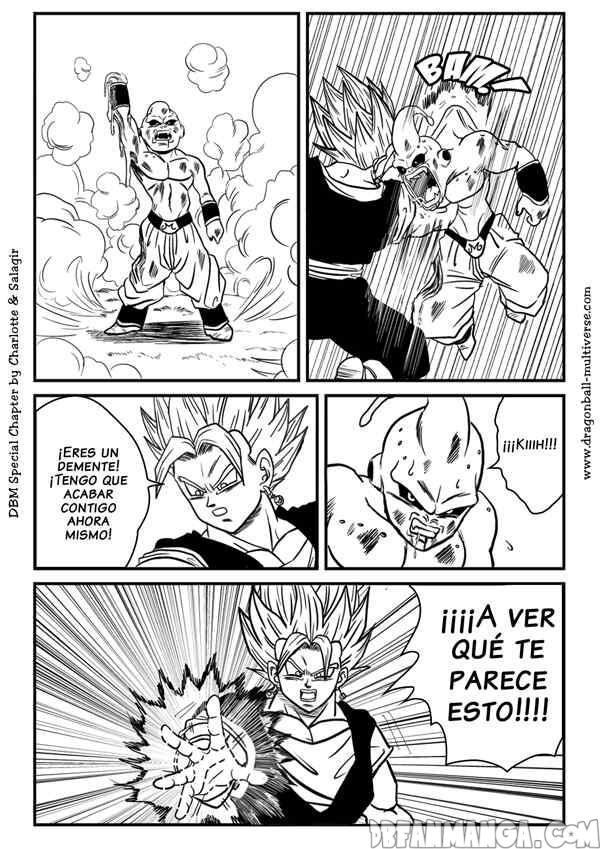 BAM!
¡ERES UN
DEMENTE!
¡TENGO QUE
ACABAR
CONTIGO
AHORA
MISMO!
¡¡¡KIIIH!!!
¡¡¡¡A VER
QUÉ TE
PARECE
ESTO!!!!
DBM Special Chapter by Charlotte & Salagir
www.dragonball-multiverse.com
DBFANMANGA.COM